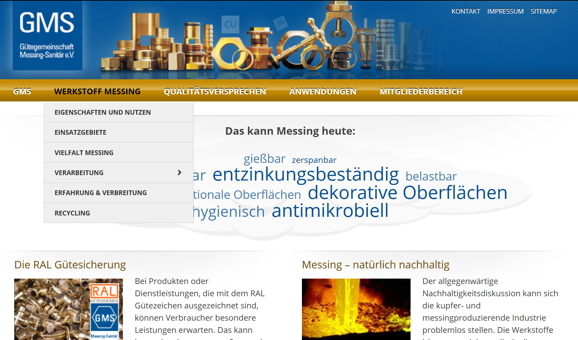 GMS
Gütegemeinschaft
Messing-Sanitär e.V.
CU
KONTAKT IMPRESSUM SITEMAP
GMS WERKSTOFF MESSING QUALITÄTSVERSPRECHEN ANWENDUNGEN MITGLIEDERBEREICH
EIGENSCHAFTEN UND NUTZEN
EINSATZGEBIETE
VIELFALT MESSING
VERARBEITUNG
ERFAHRUNG & VERBREITUNG
RECYCLING
Das kann Messing heute:
gießbar zerspanbar
ar entzinkungsbeständig belastbar
tionale Oberflächen dekorative Oberflächen
hygienisch antimikrobiell
Die RAL Gütesicherung
RAL
GÜTEZEICHEN
GMS
Messing-Sanitär
Bei Produkten oder
Dienstleistungen, die mit dem RAL
Gütezeichen ausgezeichnet sind,
können Verbraucher besondere
Leistungen erwarten. Das kann
Messing – natürlich nachhaltig
Der allgegenwärtige
Nachhaltigkeitsdiskussion kann sich
die kupfer- und
messingproduzierende Industrie
problemlos stellen. Die Werkstoffe